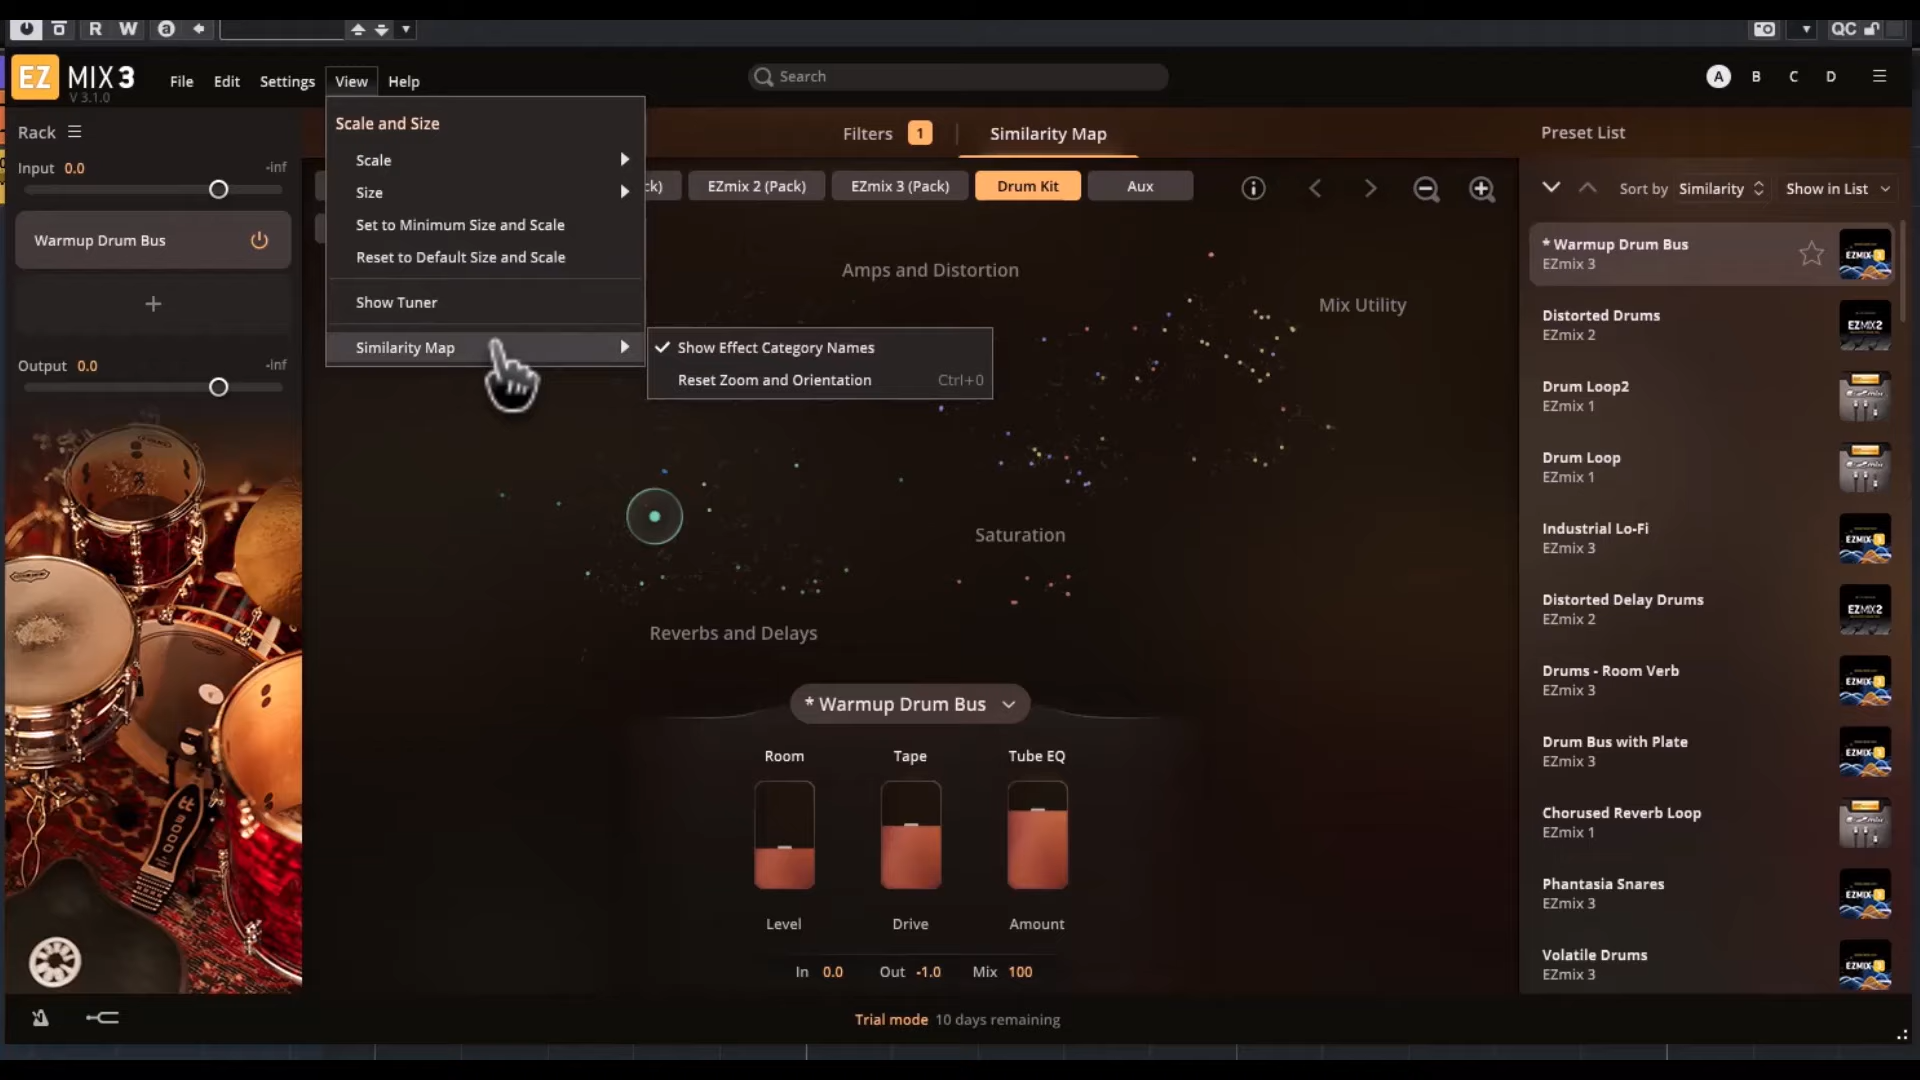 R W a QC
EZ MIX 3
V 3.1.0
File Edit Settings View Help
Search
A B C D
Rack
Input 0.0 -inf
Warmup Drum Bus
+
Output 0.0 -Inf
Scale and Size
Scale
Size
Set to Minimum Size and Scale
Reset to Default Size and Scale
Show Tuner
Similarity Map
Show Effect Category Names
Reset Zoom and Orientation Ctrl+0
Filters 1 Similarity Map
ck) EZmix 2 (Pack) EZmix 3 (Pack) Drum Kit Aux
Amps and Distortion
Mix Utility
Saturation
Reverbs and Delays
* Warmup Drum Bus
Room Tape Tube EQ
Level Drive Amount
In 0.0 Out -1.0 Mix 100
Trial mode 10 days remaining
Preset List
Sort by Similarity Show in List
* Warmup Drum Bus
EZmix 3
Distorted Drums
EZmix 2
Drum Loop2
EZmix 1
Drum Loop
EZmix 1
Industrial Lo-Fi
EZmix 3
Distorted Delay Drums
EZmix 2
Drums - Room Verb
EZmix 3
Drum Bus with Plate
EZmix 3
Chorused Reverb Loop
EZmix 1
Phantasia Snares
EZmix 3
Volatile Drums
EZmix 3